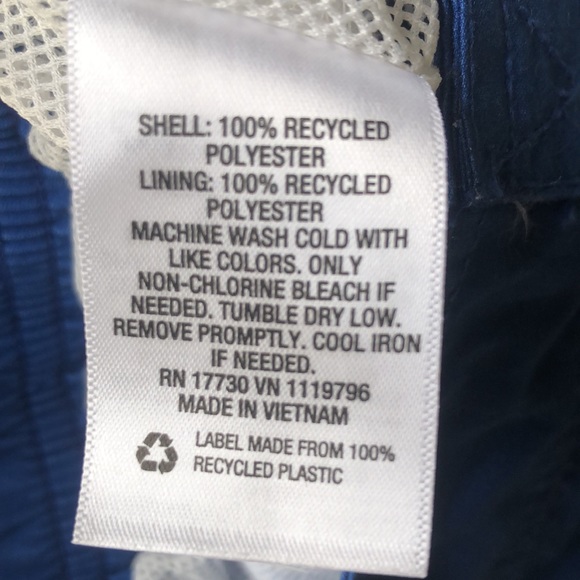 SHELL: 100% RECYCLED
POLYESTER
LINING: 100% RECYCLED
POLYESTER
MACHINE WASH COLD WITH
LIKE COLORS. ONLY
NON-CHLORINE BLEACH IF
NEEDED. TUMBLE DRY LOW.
REMOVE PROMPTLY. COOL IRON
IF NEEDED.
RN 17730 VN 1119796
MADE IN VIETNAM
LABEL MADE FROM 100%
RECYCLED PLASTIC